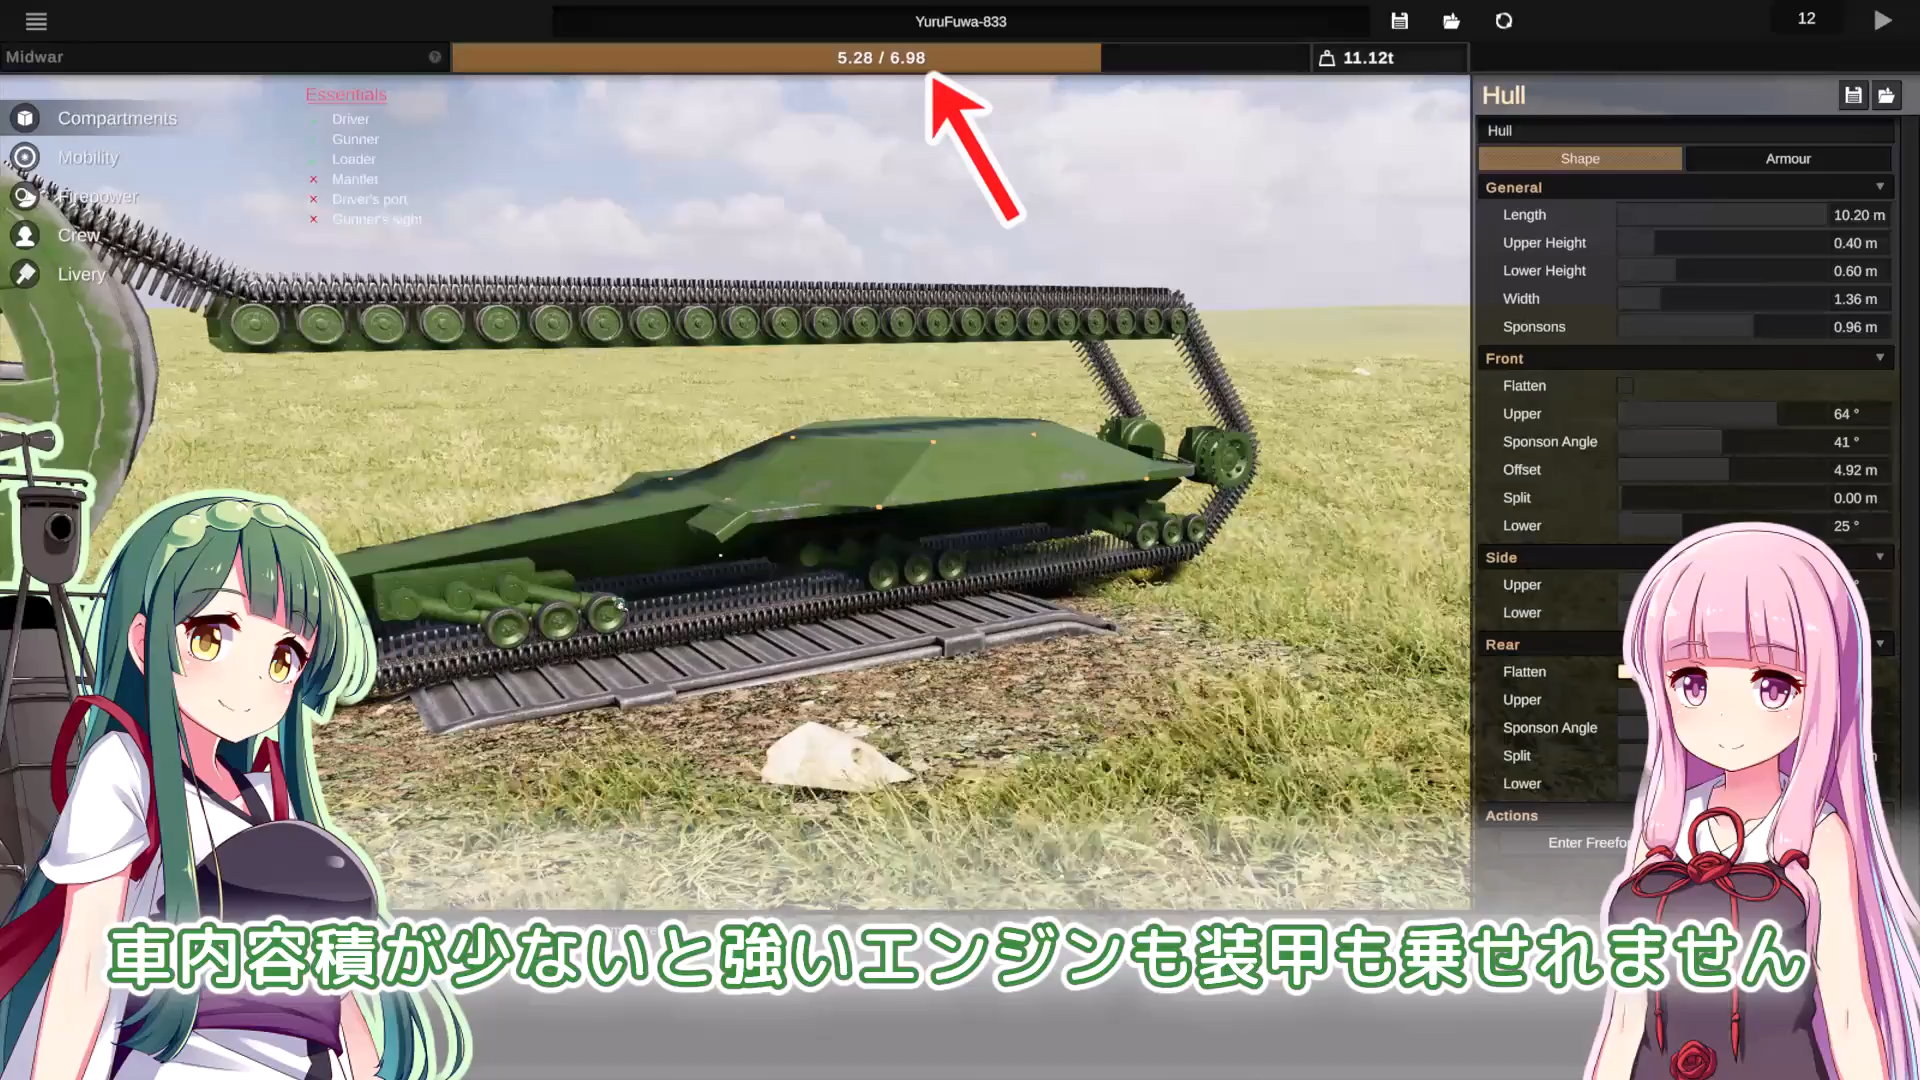 YuruFuwa-833
12
Midwar
5.28 / 6.98
11.12t
Essentials
Driver
Gunner
Loader
Mantlet
Driver's port
Gunner's sight
Compartments
Mobility
Firepower
Crew
Livery
Hull
Hull
Shape
Armour
General
Length 10.20 m
Upper Height 0.40 m
Lower Height 0.60 m
Width 1.36 m
Sponsons 0.96 m
Front
Flatten
Upper 64 °
Sponson Angle 41 °
Offset 4.92 m
Split 0.00 m
Lower 25 °
Side
Upper
Lower
Rear
Flatten
Upper
Sponson Angle
Split
Lower
Actions
Enter
車内容積が少ないと強いエンジンも装甲も乗せれません